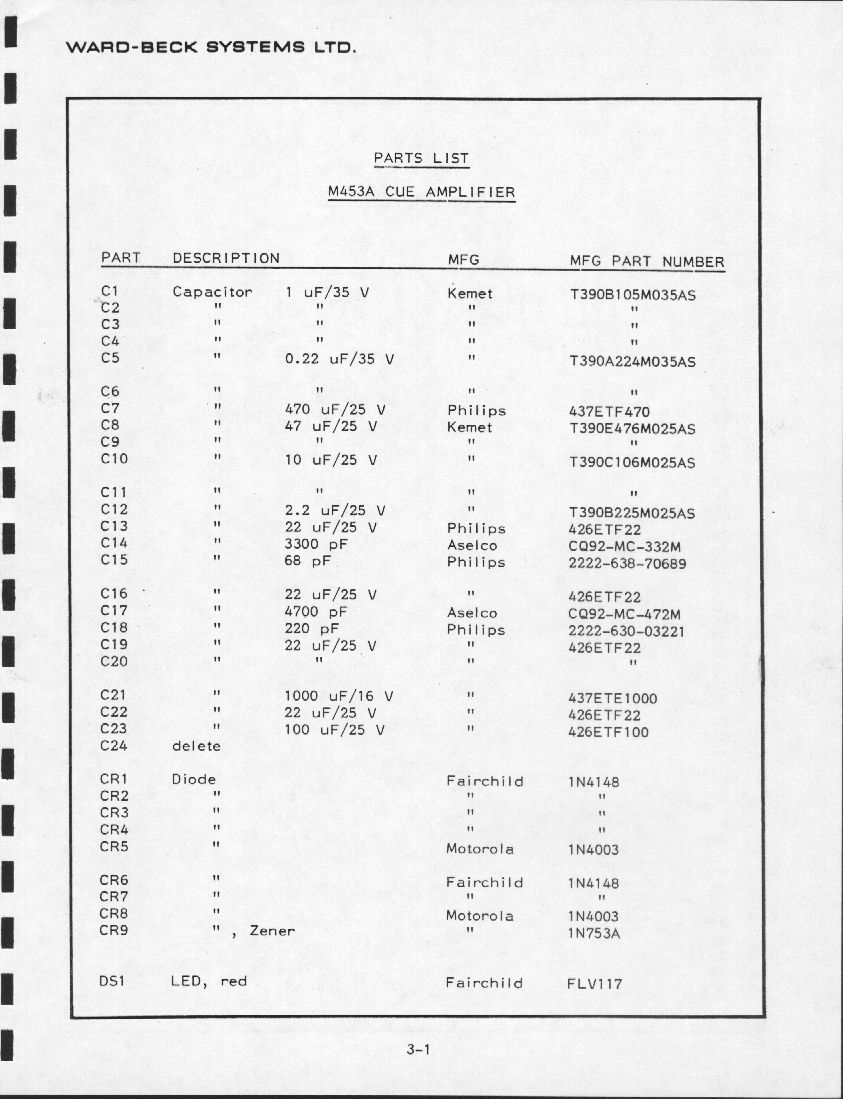 WARD-BECK SYSTEMS LTD.
PARTS LIST
M453A CUE AMPLIFIER
PART DESCRIPTION MFG MFG PART NUMBER
C1 Capacitor 1 uF/35 V Kemet T390B105M035AS
C2 " " " "
C3 " " " "
C4 " " " "
C5 " 0.22 uF/35 V " T390A224M035AS
C6 " " " "
C7 " 470 uF/25 V Philips 437ETF470
C8 " 47 uF/25 V Kemet T390E476M025AS
C9 " " " "
C10 " 10 uF/25 V " T390C106M025AS
C11 " " " "
C12 " 2.2 uF/25 V " T390B225M025AS
C13 " 22 uF/25 V Philips 426ETF22
C14 " 3300 pF Aselco CQ92-MC-332M
C15 " 68 pF Philips 2222-638-70689
C16 " 22 uF/25 V " 426ETF22
C17 " 4700 pF Aselco CQ92-MC-472M
C18 " 220 pF Philips 2222-630-03221
C19 " 22 uF/25 V " 426ETF22
C20 " " " "
C21 " 1000 uF/16 V " 437ETE1000
C22 " 22 uF/25 V " 426ETF22
C23 " 100 uF/25 V " 426ETF100
C24 delete
CR1 Diode Fairchild 1N4148
CR2 " " "
CR3 " " "
CR4 " " "
CR5 " Motorola 1N4003
CR6 " Fairchild 1N4148
CR7 " " "
CR8 " Motorola 1N4003
CR9 " , Zener " 1N753A
DS1 LED, red Fairchild FLV117
3-1